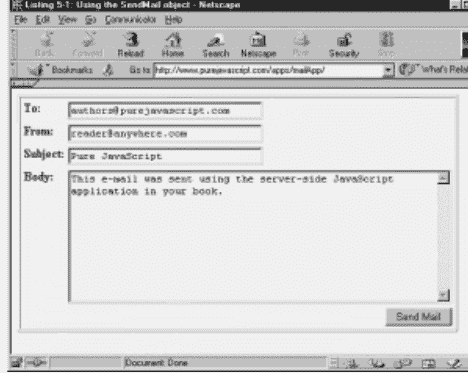 Listing 5-1: Using the SendMail object - Netscape
File Edit View Go Communicator Help
Back Forward Reload Home Search Netscape Print Security Stop
Bookmarks Go to http://www.purejavascript.com/apps/mailApp/ What's Relat
To: authors@purejavascript.com
From: reader@anywhere.com
Subject: Pure JavaScript
Body: This e-mail was sent using the server-side JavaScript
application in your book.
Send Mail
Document: Done